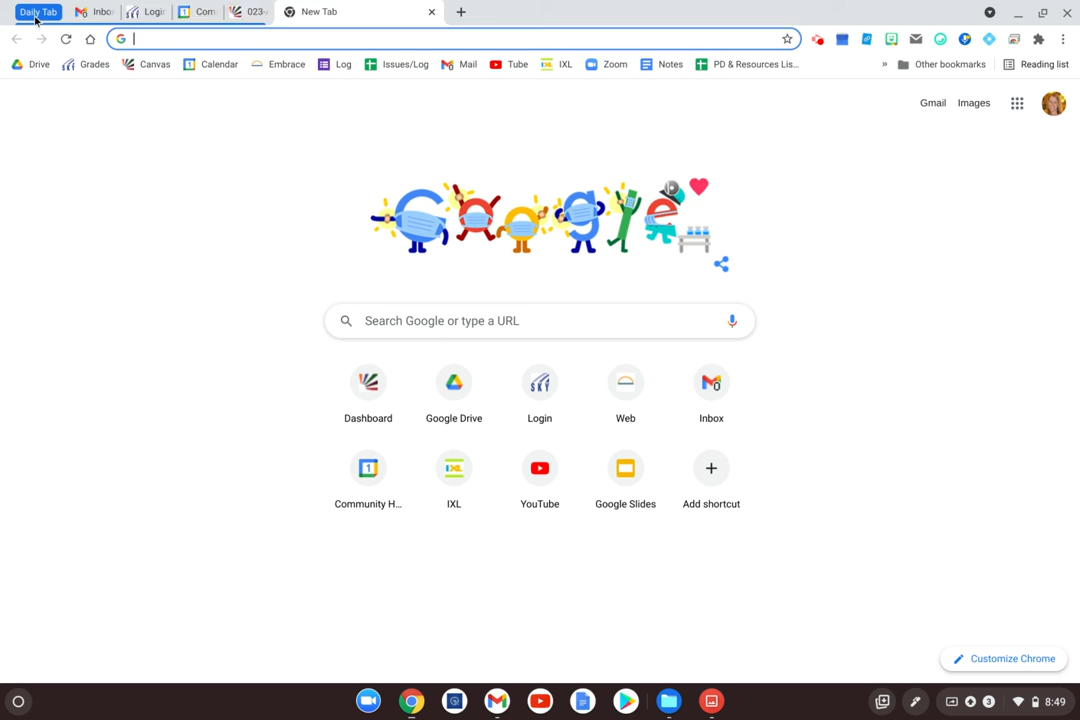 Daily Tab Inbo Logi Com 023- New Tab
Drive Grades Canvas Calendar Embrace Log Issues/Log Mail Tube IXL Zoom Notes PD & Resources Lis... » Other bookmarks Reading list
Gmail Images
Google
Search Google or type a URL
Dashboard Google Drive Login Web Inbox
Community H... IXL YouTube Google Slides Add shortcut
Customize Chrome
3 8:49